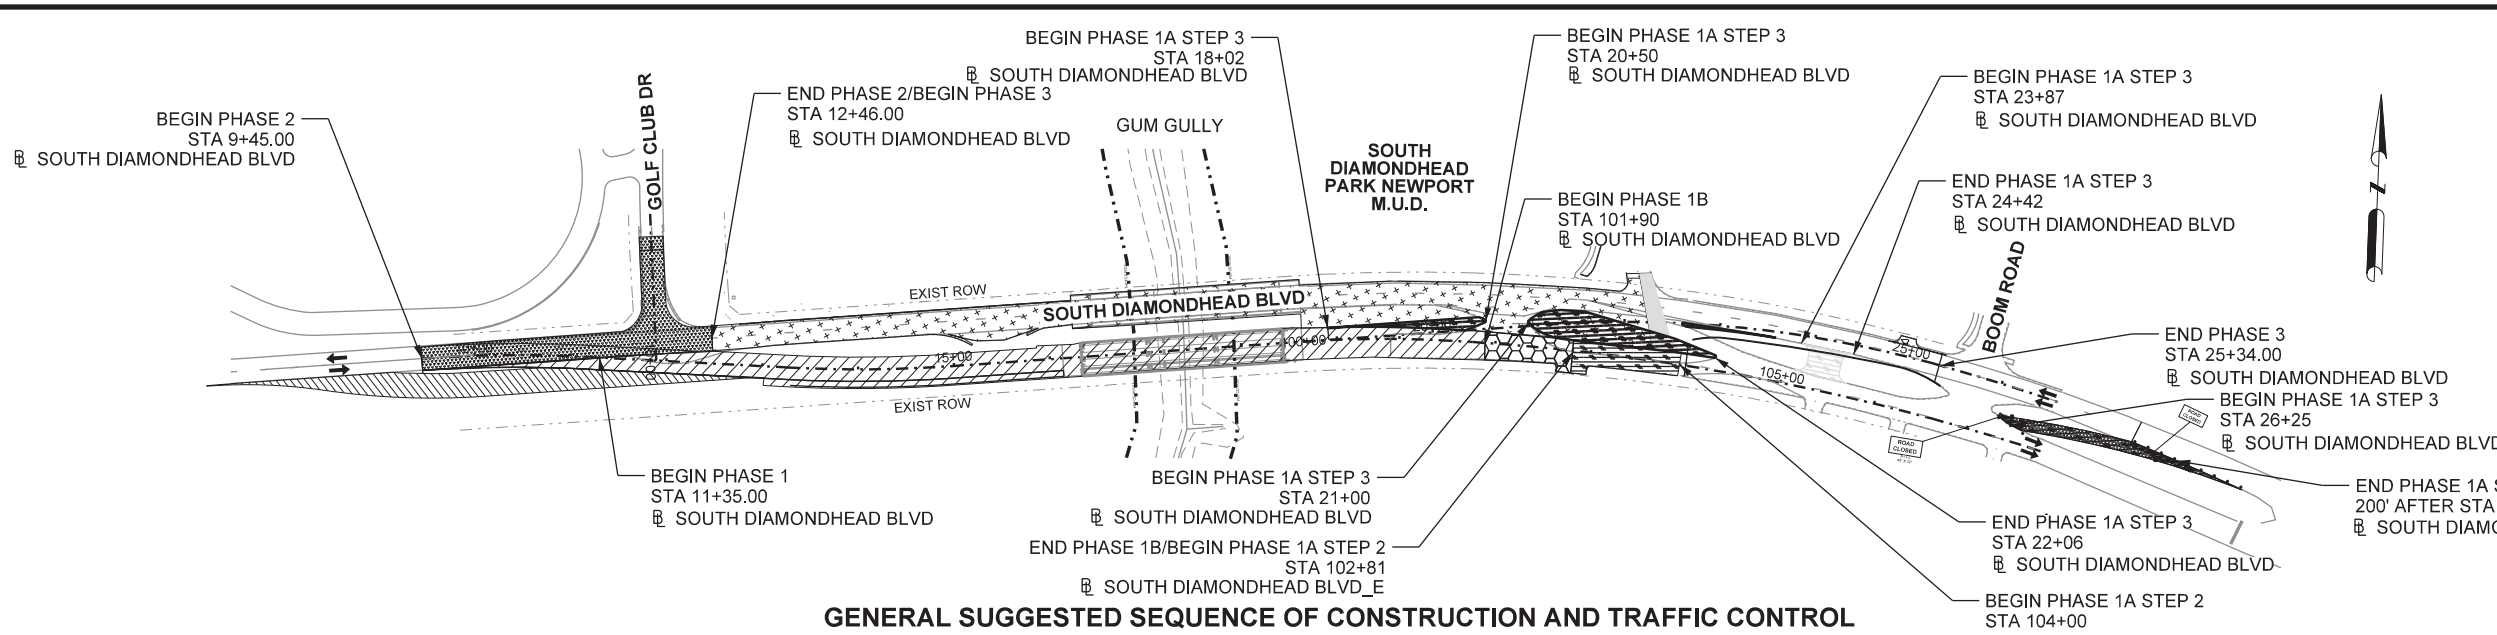 BEGIN PHASE 1A STEP 3
STA 18+02
℄ SOUTH DIAMONDHEAD BLVD
BEGIN PHASE 1A STEP 3
STA 20+50
℄ SOUTH DIAMONDHEAD BLVD
BEGIN PHASE 1A STEP 3
STA 23+87
℄ SOUTH DIAMONDHEAD BLVD
BEGIN PHASE 2
STA 9+45.00
℄ SOUTH DIAMONDHEAD BLVD
GOLF CLUB DR
END PHASE 2/BEGIN PHASE 3
STA 12+46.00
℄ SOUTH DIAMONDHEAD BLVD
GUM GULLY
SOUTH
DIAMONDHEAD
PARK NEWPORT
M.U.D.
BEGIN PHASE 1B
STA 101+90
℄ SOUTH DIAMONDHEAD BLVD
END PHASE 1A STEP 3
STA 24+42
℄ SOUTH DIAMONDHEAD BLVD
BOOM ROAD
EXIST ROW
SOUTH DIAMONDHEAD BLVD
15+00
25+00
105+00
EXIST ROW
END PHASE 3
STA 25+34.00
℄ SOUTH DIAMONDHEAD BLVD
BEGIN PHASE 1A STEP 3
STA 26+25
℄ SOUTH DIAMONDHEAD BLVD
ROAD
CLOSED
ROAD
CLOSED
BEGIN PHASE 1
STA 11+35.00
℄ SOUTH DIAMONDHEAD BLVD
BEGIN PHASE 1A STEP 3
STA 21+00
℄ SOUTH DIAMONDHEAD BLVD
END PHASE 1B/BEGIN PHASE 1A STEP 2
STA 102+81
℄ SOUTH DIAMONDHEAD BLVD_E
END PHASE 1A
200' AFTER STA
℄ SOUTH
END PHASE 1A STEP 3
STA 22+06
℄ SOUTH DIAMONDHEAD BLVD
BEGIN PHASE 1A STEP 2
STA 104+00
N
GENERAL SUGGESTED SEQUENCE OF CONSTRUCTION AND TRAFFIC CONTROL